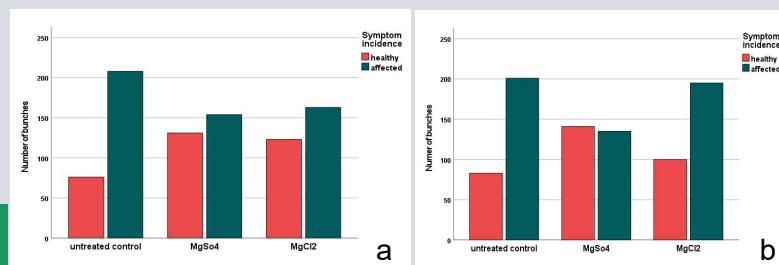 Symptom
incidence
healthy
affected
Number of bunches
250
200
150
100
50
0
untreated control MgSo4 MgCl2
a
Symptom
incidence
healthy
affected
Numer of bunches
250
200
150
100
50
0
untreated control MgSo4 MgCl2
b